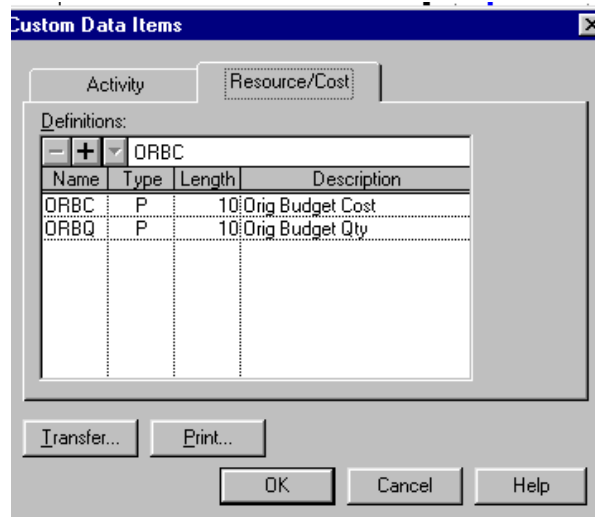 Custom Data Items
Activity
Resource/Cost
Definitions:
ORBC
Name Type Length Description
ORBC P 10 Orig Budget Cost
ORBQ P 10 Orig Budget Qty
Transfer... Print...
OK Cancel Help